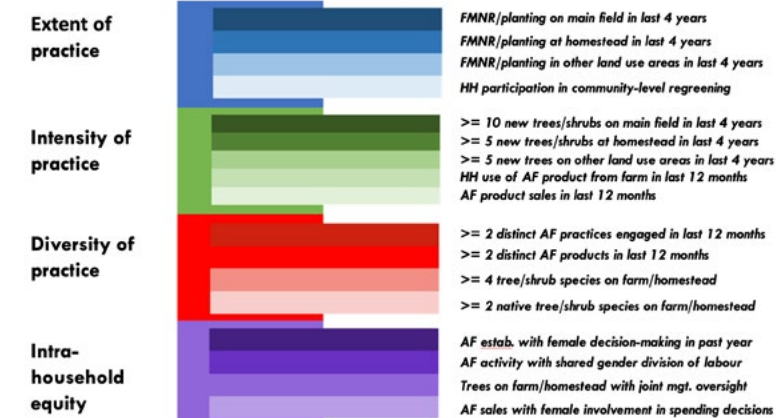 Extent of
practice
FMNR/planting on main field in last 4 years
FMNR/planting at homestead in last 4 years
FMNR/planting in other land use areas in last 4 years
HH participation in community-level regreening
Intensity of
practice
>= 10 new trees/shrubs on main field in last 4 years
>= 5 new trees/shrubs at homestead in last 4 years
>= 5 new trees on other land use areas in last 4 years
HH use of AF product from farm in last 12 months
AF product sales in last 12 months
Diversity of
practice
>= 2 distinct AF practices engaged in last 12 months
>= 2 distinct AF products in last 12 months
>= 4 tree/shrub species on farm/homestead
>= 2 native tree/shrub species on farm/homestead
Intra-
household
equity
AF estab. with female decision-making in past year
AF activity with shared gender division of labour
Trees on farm/homestead with joint mgt. oversight
AF sales with female involvement in spending decisions